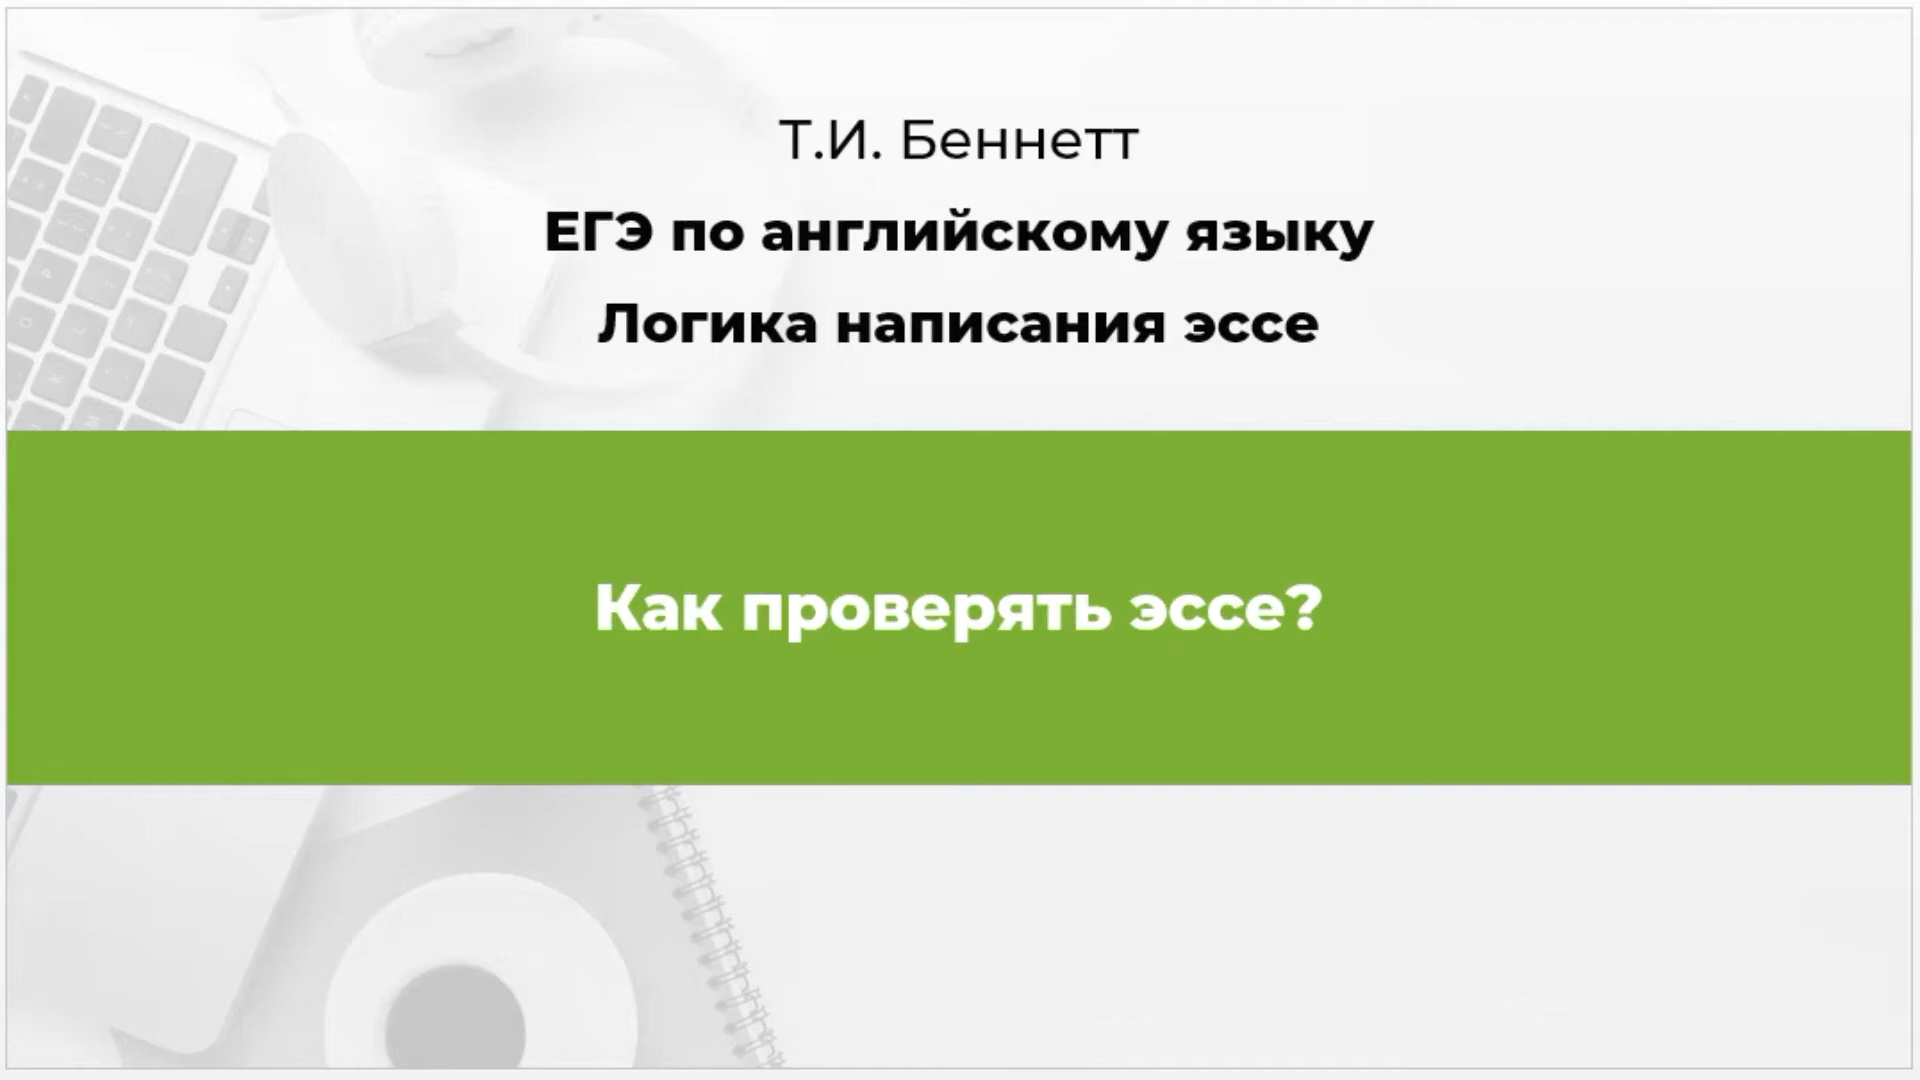 Т.И. Беннетт
ЕГЭ по английскому языку
Логика написания эссе
Как проверять эссе?